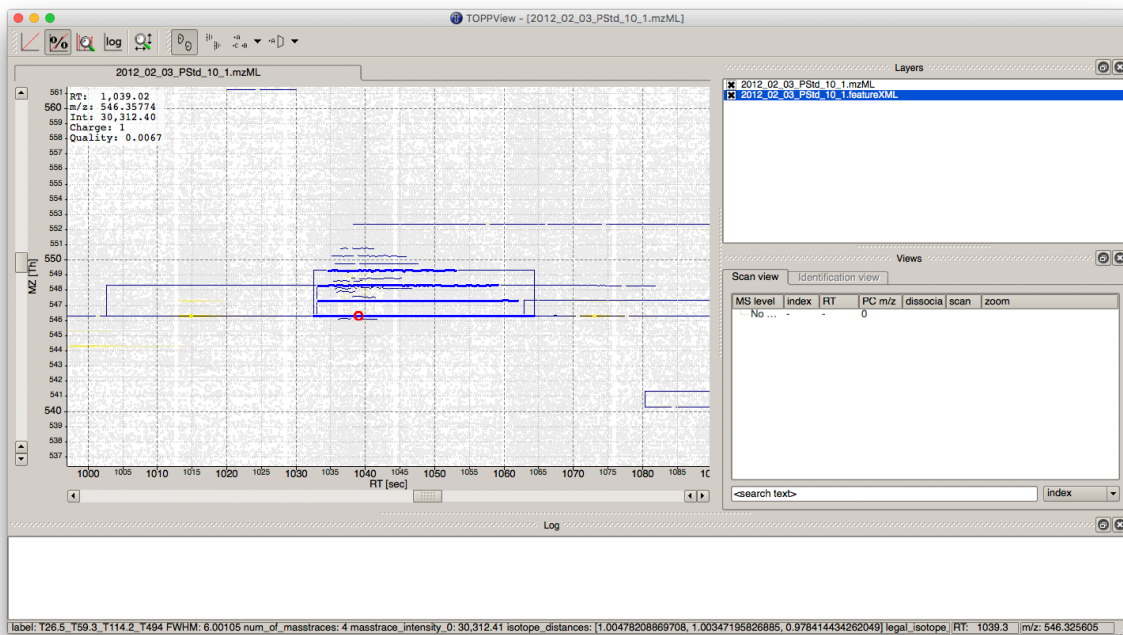 TOPPView - [2012_02_03_PStd_10_1.mzML]
% log
2012_02_03_PStd_10_1.mzML
RT: 1,039.02
m/z: 546.35774
Int: 30,312.40
Charge: 1
Quality: 0.0067
561
560
559
558
557
556
555
554
553
552
551
550
549
548
547
546
545
544
543
542
541
540
539
538
537
MZ [Th]
1000 1005 1010 1015 1020 1025 1030 1035 1040 1045 1050 1055 1060 1065 1070 1075 1080 1085 10
RT [sec]
Layers
2012_02_03_PStd_10_1.mzML
2012_02_03_PStd_10_1.featureXML
Views
Scan view Identification view
MS level index RT PC m/z dissocia scan zoom
No ... - - 0
<search text> index
Log
label: T26.5_T59.3_T114.2_T494 FWHM: 6.00105 num_of_masstraces: 4 masstrace_intensity_0: 30,312.41 isotope_distances: [1.00478208869708, 1.00347195826885, 0.978414434262049] legal_isotope_ RT: 1039.3 m/z: 546.325605